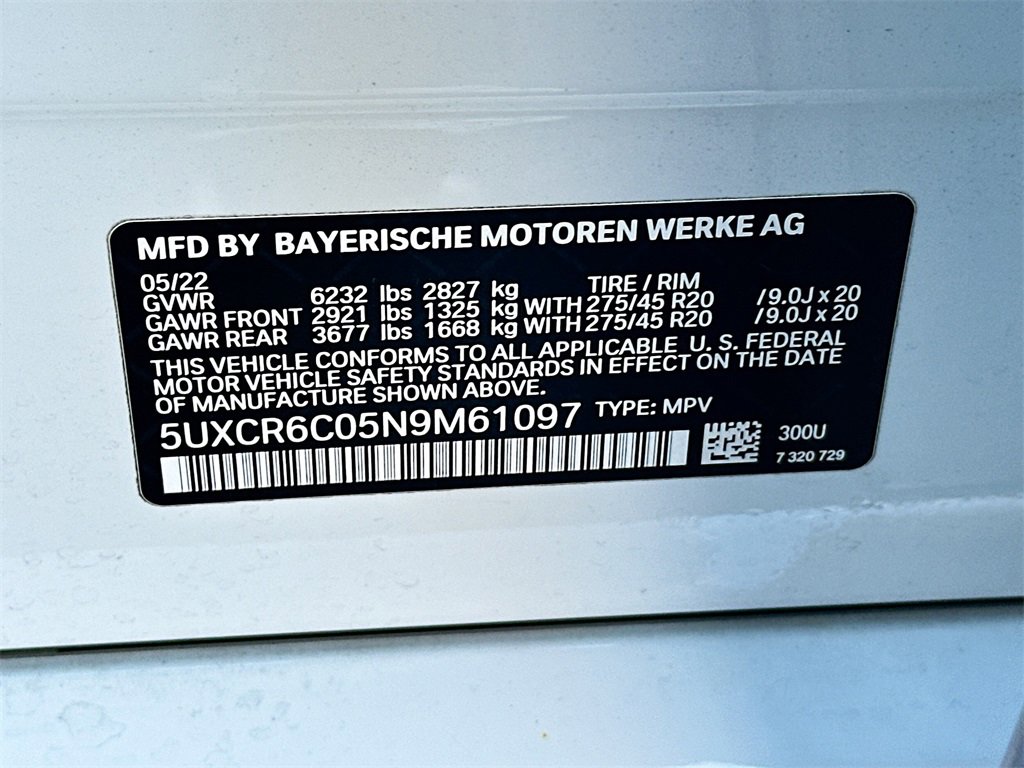 MFD BY BAYERISCHE MOTOREN WERKE AG
05/22 TIRE / RIM
GVWR 6232 lbs 2827 kg
GAWR FRONT 2921 lbs 1325 kg WITH 275/45 R20 /9.0J x 20
GAWR REAR 3677 lbs 1668 kg WITH 275/45 R20 /9.0J x 20
THIS VEHICLE CONFORMS TO ALL APPLICABLE U. S. FEDERAL
MOTOR VEHICLE SAFETY STANDARDS IN EFFECT ON THE DATE
OF MANUFACTURE SHOWN ABOVE.
5UXCR6C05N9M61097 TYPE: MPV
300U
7 320 729